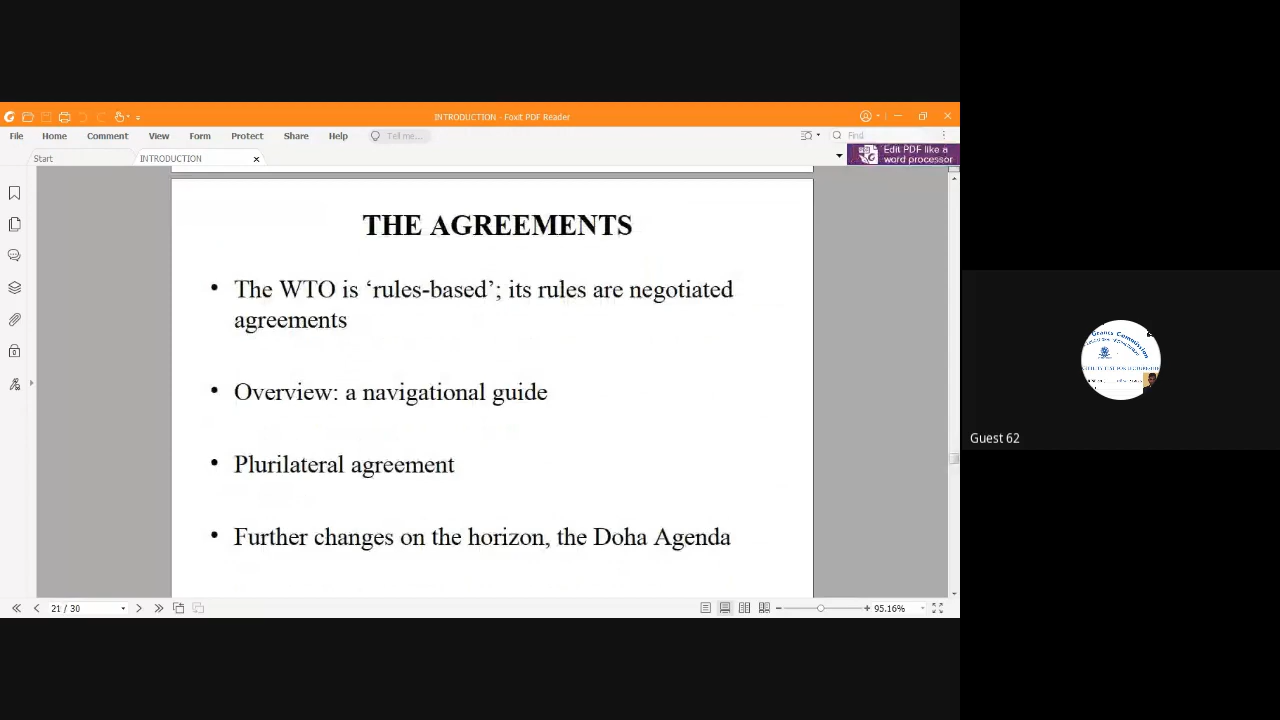 INTRODUCTION - Foxit PDF Reader
File Home Comment View Form Protect Share Help Tell me... Find
Start INTRODUCTION Edit PDF like a
word processor
THE AGREEMENTS
• The WTO is ‘rules-based’; its rules are negotiated
agreements
• Overview: a navigational guide
• Plurilateral agreement
• Further changes on the horizon, the Doha Agenda
21 / 30 95.16%
Grants Commission
Guest 62